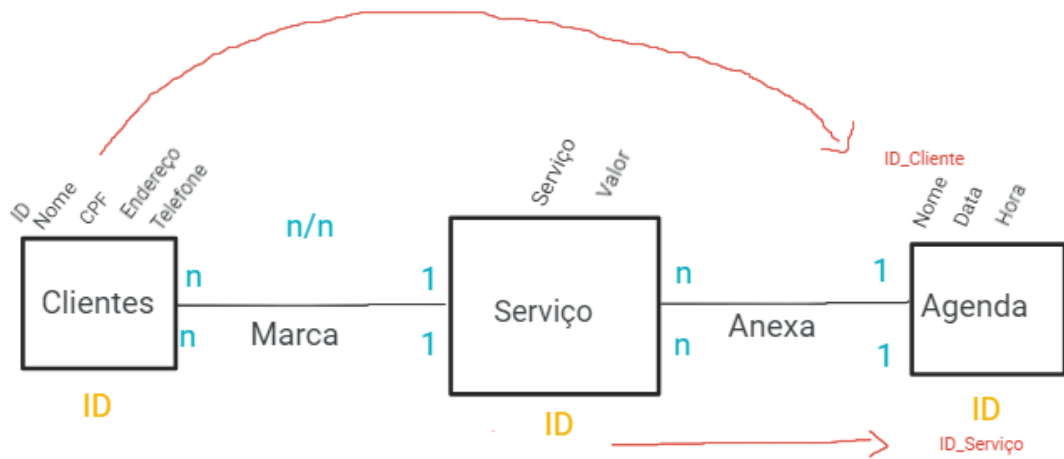 ID_Cliente
ID
Nome
CPF
Endereço
Telefone
Serviço
Valor
Nome
Data
Hora
n/n
n
1
n
1
Clientes
Serviço
Agenda
Marca
Anexa
n
1
n
1
ID
ID
ID
ID_Serviço